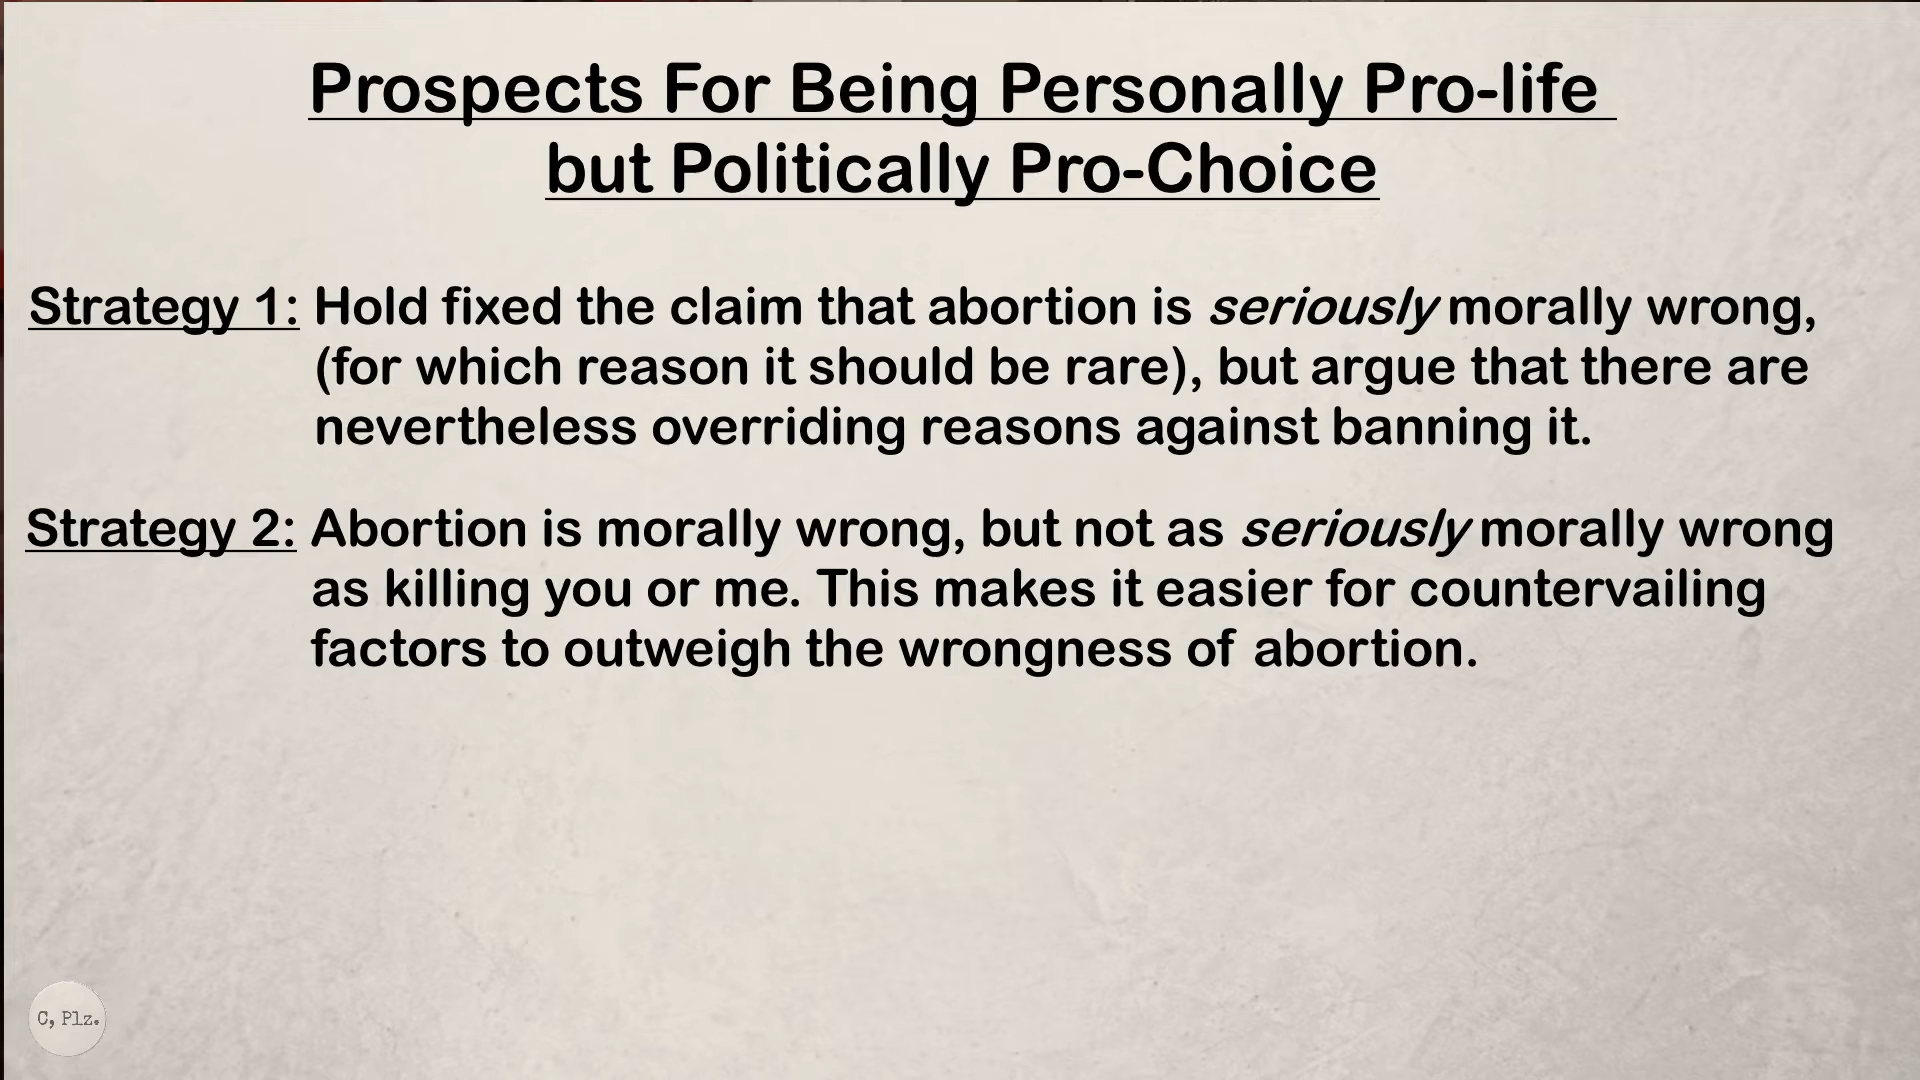 Prospects For Being Personally Pro-life
but Politically Pro-Choice
Strategy 1: Hold fixed the claim that abortion is seriously morally wrong,
(for which reason it should be rare), but argue that there are
nevertheless overriding reasons against banning it.
Strategy 2: Abortion is morally wrong, but not as seriously morally wrong
as killing you or me. This makes it easier for countervailing
factors to outweigh the wrongness of abortion.
C, Plz.